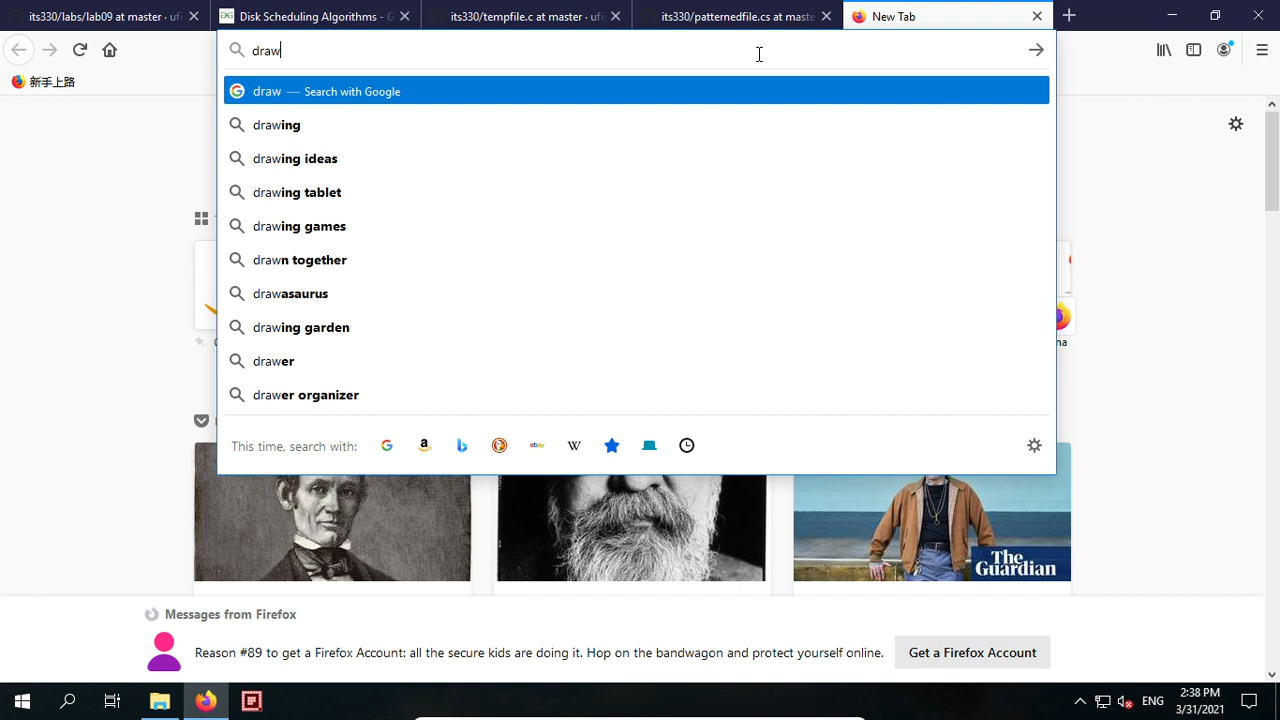 its330/labs/lab09 at master · ufi
Disk Scheduling Algorithms - G
its330/tempfile.c at master · ufi
its330/patternedfile.cs at maste
New Tab
draw
新手上路
draw — Search with Google
drawing
drawing ideas
drawing tablet
drawing games
drawn together
drawasaurus
drawing garden
drawer
drawer organizer
This time, search with:
a
ebay
W
The Guardian
Messages from Firefox
Reason #89 to get a Firefox Account: all the secure kids are doing it. Hop on the bandwagon and protect yourself online.
Get a Firefox Account
ENG
2:38 PM
3/31/2021